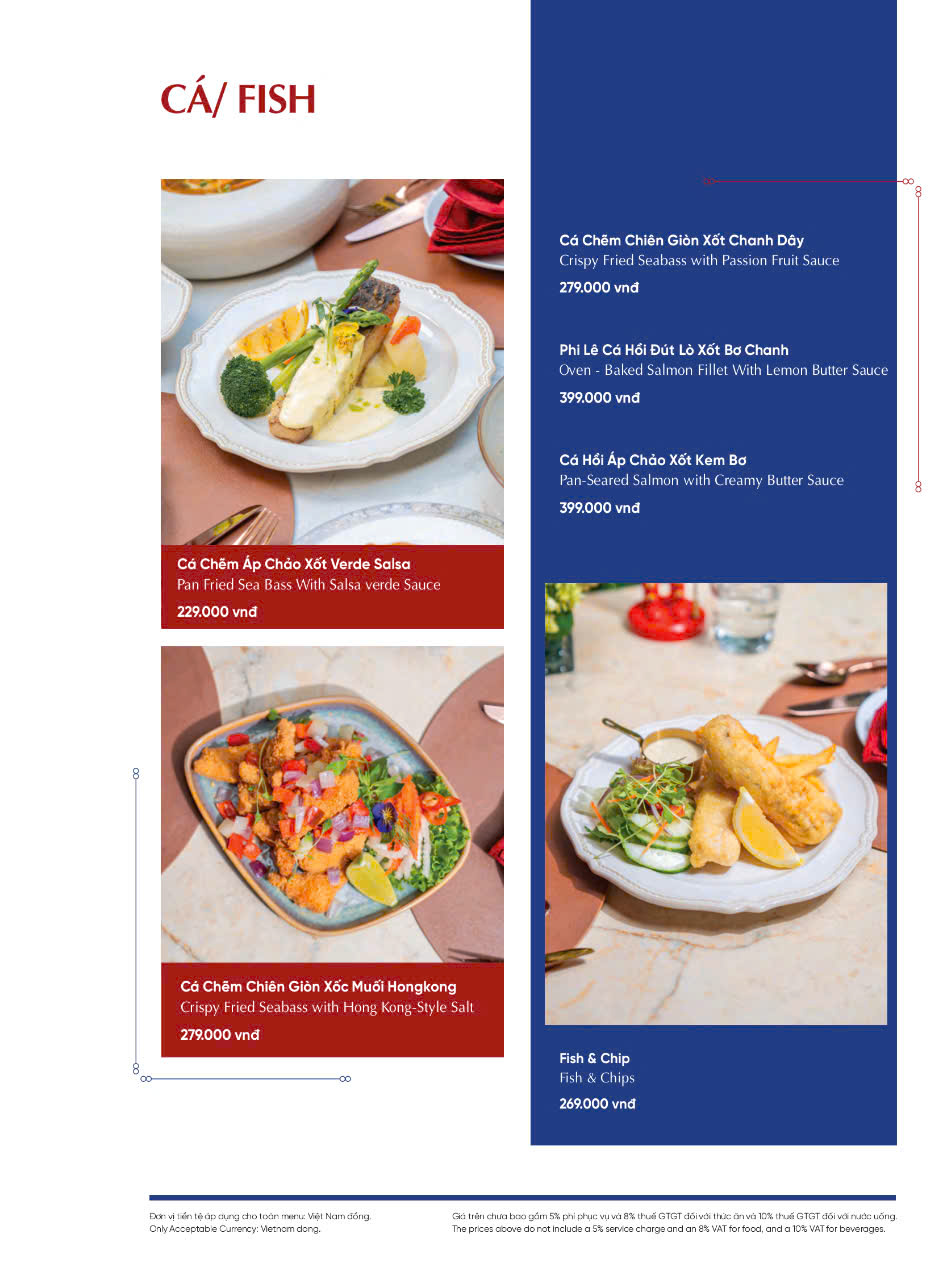 CÁ/ FISH
Cá Chẽm Áp Chảo Xốt Verde Salsa
Pan Fried Sea Bass With Salsa verde Sauce
229.000 vnđ
Cá Chẽm Chiên Giòn Xốc Muối Hongkong
Crispy Fried Seabass with Hong Kong-Style Salt
279.000 vnđ
Cá Chẽm Chiên Giòn Xốt Chanh Dây
Crispy Fried Seabass with Passion Fruit Sauce
279.000 vnđ
Phi Lê Cá Hồi Đút Lò Xốt Bơ Chanh
Oven - Baked Salmon Fillet With Lemon Butter Sauce
399.000 vnđ
Cá Hồi Áp Chảo Xốt Kem Bơ
Pan-Seared Salmon with Creamy Butter Sauce
399.000 vnđ
Fish & Chip
Fish & Chips
269.000 vnđ
Đơn vị tiền tệ áp dụng cho toàn menu: Việt Nam đồng.
Only Acceptable Currency: Vietnam dong.
Giá trên chưa bao gồm 5% phí phục vụ và 8% thuế GTGT đối với thức ăn và 10% thuế GTGT đối với nước uống.
The prices above do not include a 5% service charge and an 8% VAT for food, and a 10% VAT for beverages.